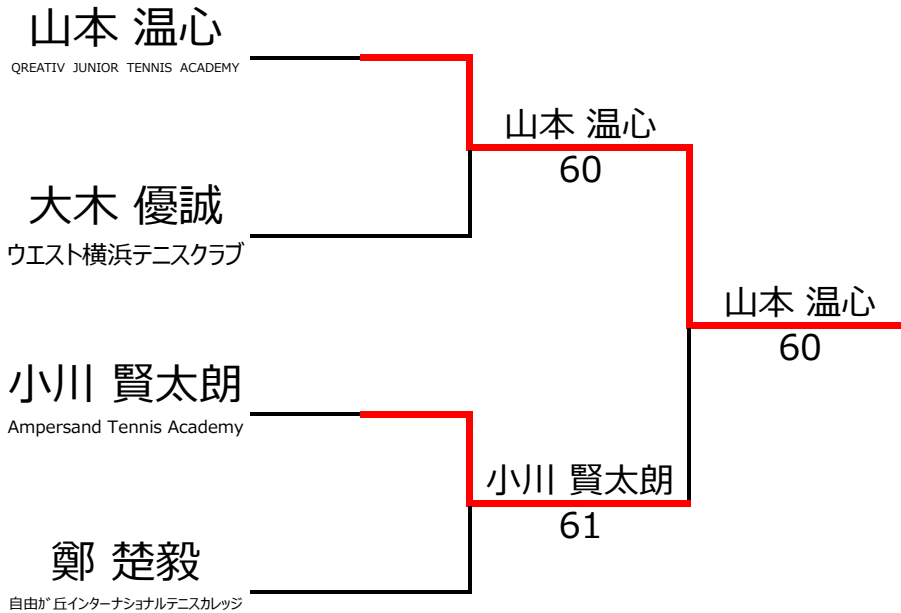 山本 温心
QREATIV JUNIOR TENNIS ACADEMY
山本 温心
60
大木 優誠
ウエスト横浜テニスクラブ
山本 温心
60
小川 賢太朗
Ampersand Tennis Academy
小川 賢太朗
61
鄭 楚毅
自由が丘インターナショナルテニスカレッジ